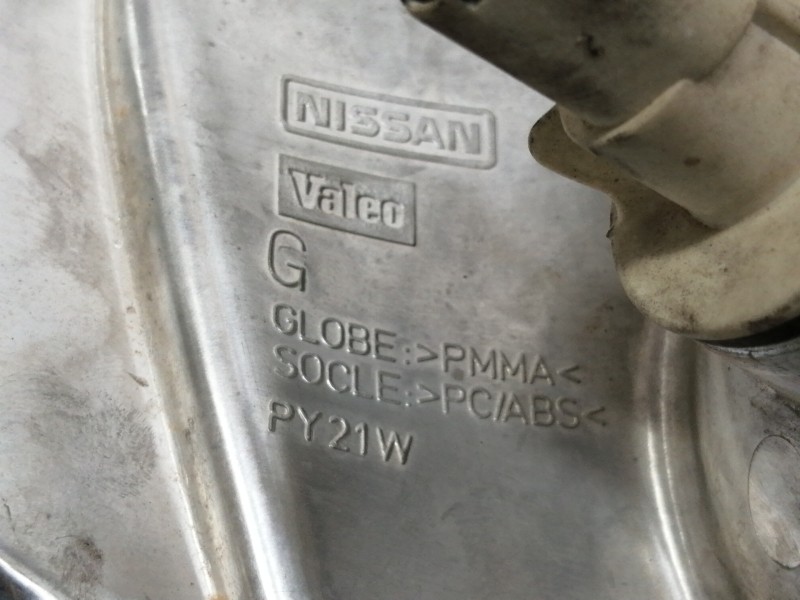 NISSAN
Valeo
G
GLOBE:>PMMA<
SOCLE:>PC/ABS<
PY21W